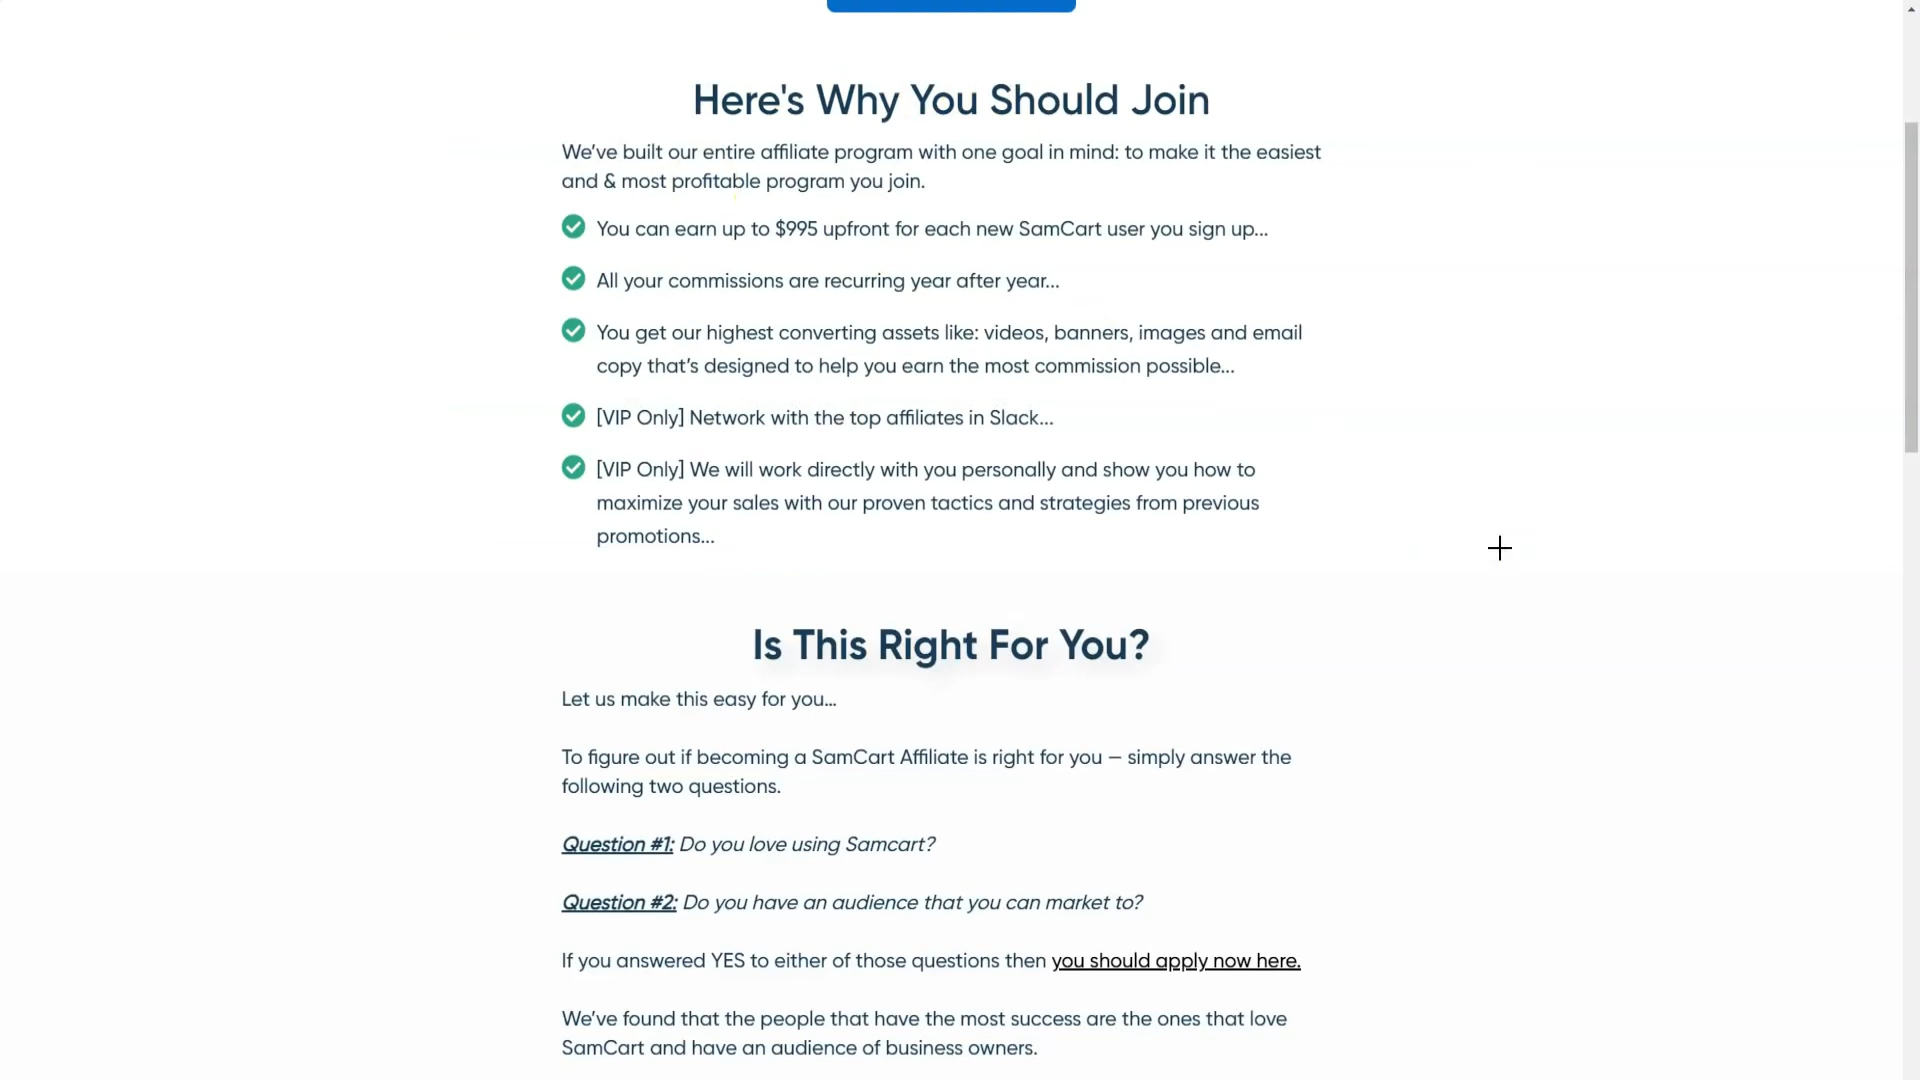 Here's Why You Should Join
We’ve built our entire affiliate program with one goal in mind: to make it the easiest
and & most profitable program you join.
You can earn up to $995 upfront for each new SamCart user you sign up...
All your commissions are recurring year after year...
You get our highest converting assets like: videos, banners, images and email
copy that’s designed to help you earn the most commission possible...
[VIP Only] Network with the top affiliates in Slack...
[VIP Only] We will work directly with you personally and show you how to
maximize your sales with our proven tactics and strategies from previous
promotions...
Is This Right For You?
Let us make this easy for you…
To figure out if becoming a SamCart Affiliate is right for you — simply answer the
following two questions.
Question #1: Do you love using Samcart?
Question #2: Do you have an audience that you can market to?
If you answered YES to either of those questions then you should apply now here.
We’ve found that the people that have the most success are the ones that love
SamCart and have an audience of business owners.